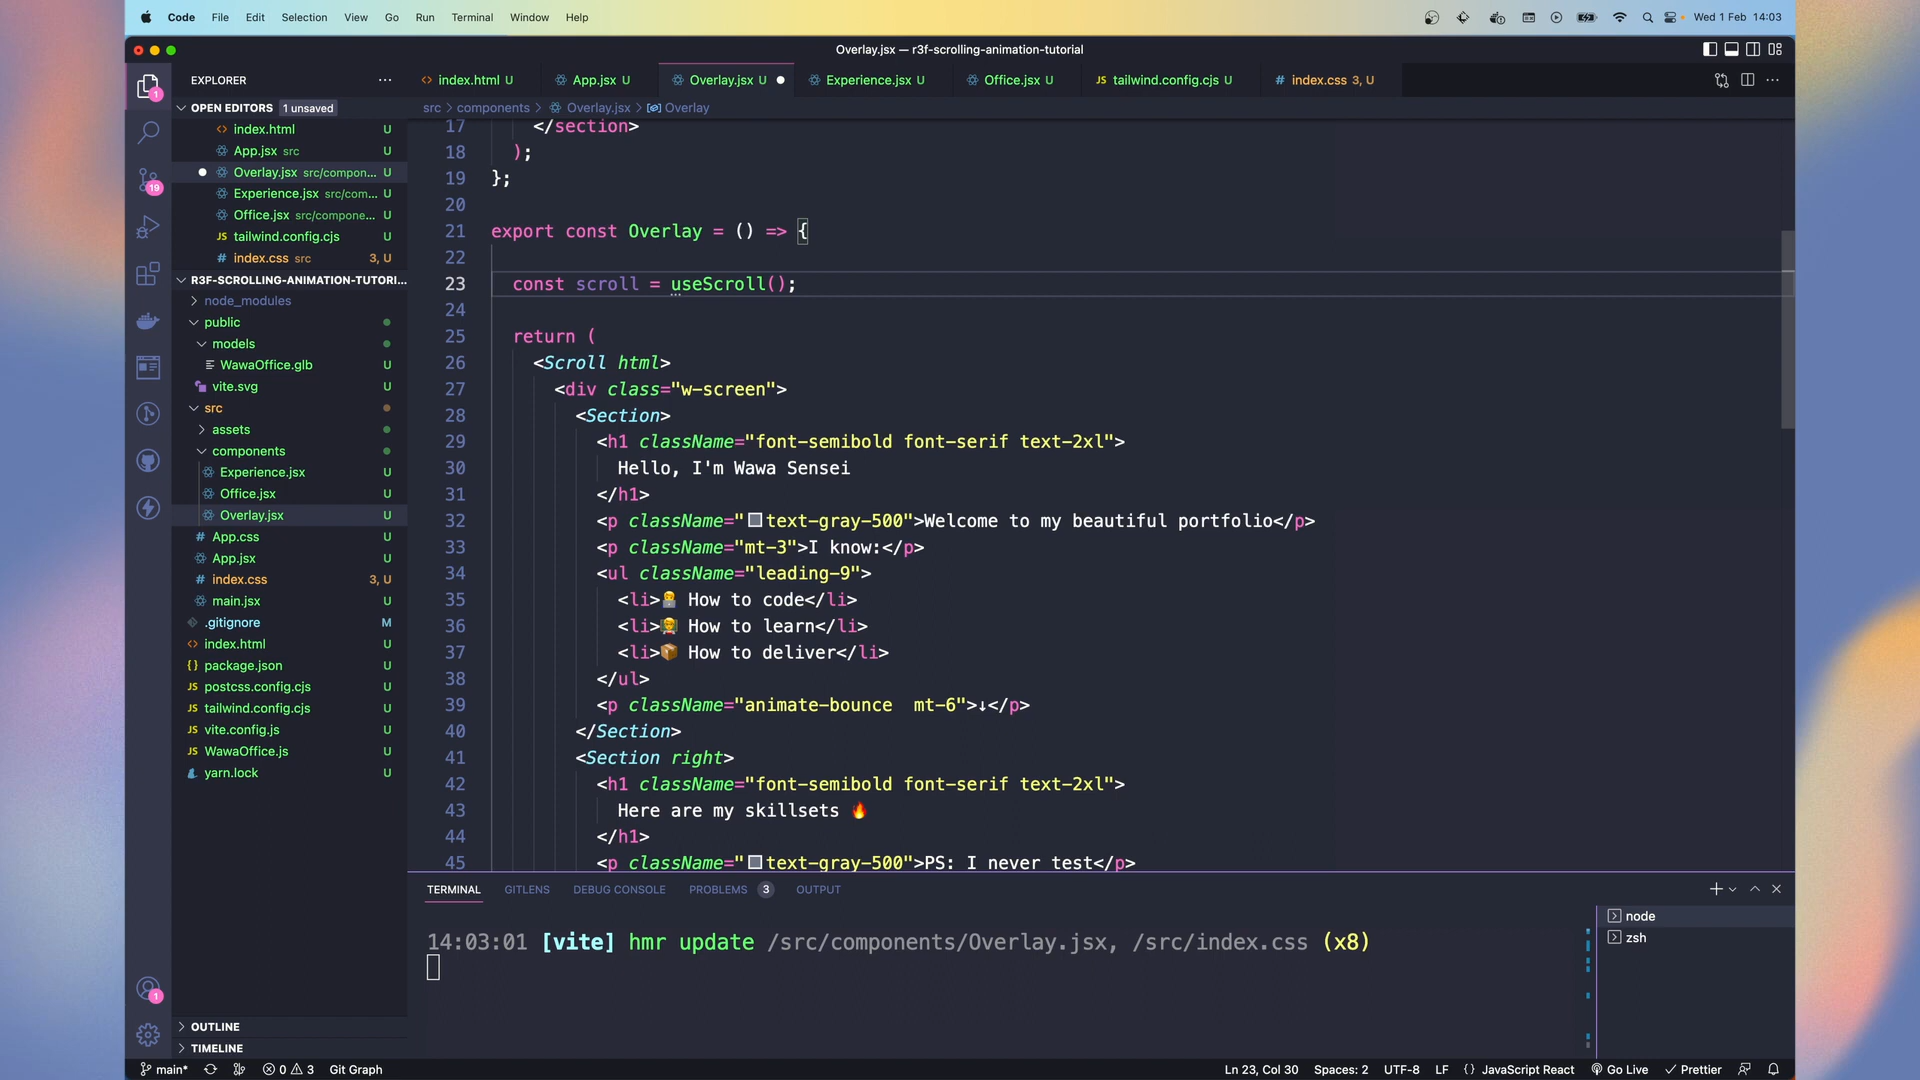 Code File Edit Selection View Go Run Terminal Window Help Wed 1 Feb 14:03
Overlay.jsx — r3f-scrolling-animation-tutorial
EXPLORER
OPEN EDITORS 1 unsaved
index.html U
App.jsx src U
Overlay.jsx src/compon... U
Experience.jsx src/com... U
Office.jsx src/compone... U
JS tailwind.config.cjs U
# index.css src 3, U
R3F-SCROLLING-ANIMATION-TUTORI...
node_modules
public
models
WawaOffice.glb U
vite.svg U
src
assets
components
Experience.jsx U
Office.jsx U
Overlay.jsx U
# App.css U
App.jsx U
# index.css 3, U
main.jsx U
.gitignore M
<> index.html U
{} package.json U
JS postcss.config.cjs U
JS tailwind.config.cjs U
JS vite.config.js U
JS WawaOffice.js U
yarn.lock U
OUTLINE
TIMELINE
1
19
1
<> index.html U App.jsx U Overlay.jsx U Experience.jsx U Office.jsx U JS tailwind.config.cjs U # index.css 3, U
src > components > Overlay.jsx > Overlay
17 </section>
18 );
19 };
20
21 export const Overlay = () => {
22
23 const scroll = useScroll();
24
25 return (
26 <Scroll html>
27 <div class="w-screen">
28 <Section>
29 <h1 className="font-semibold font-serif text-2xl">
30 Hello, I'm Wawa Sensei
31 </h1>
32 <p className="text-gray-500">Welcome to my beautiful portfolio</p>
33 <p className="mt-3">I know:</p>
34 <ul className="leading-9">
35 <li>🧑‍💻 How to code</li>
36 <li>🧑‍🏫 How to learn</li>
37 <li>📦 How to deliver</li>
38 </ul>
39 <p className="animate-bounce  mt-6">↓</p>
40 </Section>
41 <Section right>
42 <h1 className="font-semibold font-serif text-2xl">
43 Here are my skillsets 🔥
44 </h1>
45 <p className="text-gray-500">PS: I never test</p>
TERMINAL GITLENS DEBUG CONSOLE PROBLEMS 3 OUTPUT
14:03:01 [vite] hmr update /src/components/Overlay.jsx, /src/index.css (x8)
node
zsh
main* 0 3 Git Graph Ln 23, Col 30 Spaces: 2 UTF-8 LF {} JavaScript React Go Live Prettier